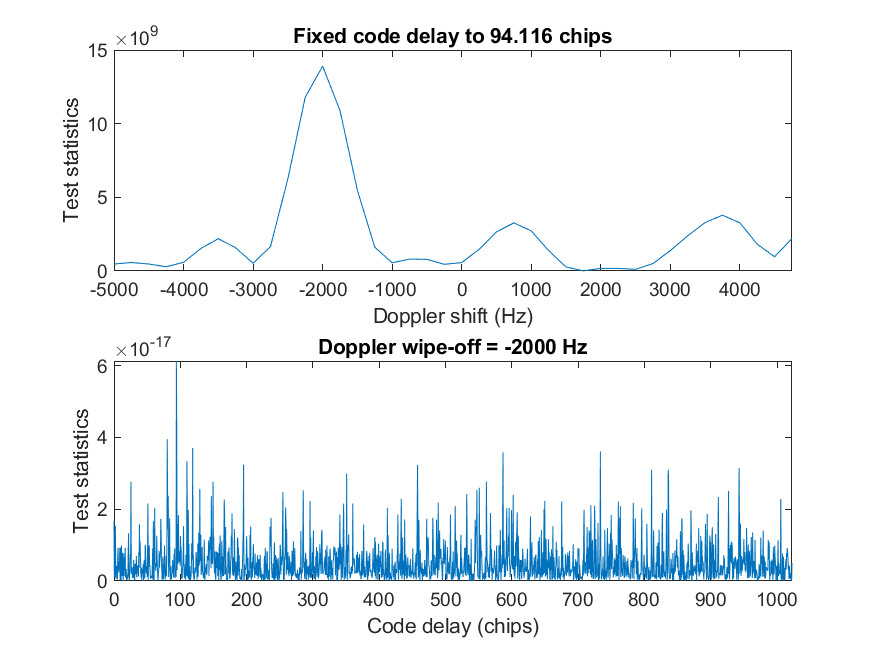 ×10⁹
Fixed code delay to 94.116 chips
15
10
5
0
Test statistics
-5000 -4000 -3000 -2000 -1000 0 1000 2000 3000 4000
Doppler shift (Hz)
×10⁻¹⁷
Doppler wipe-off = -2000 Hz
6
4
2
0
Test statistics
0 100 200 300 400 500 600 700 800 900 1000
Code delay (chips)